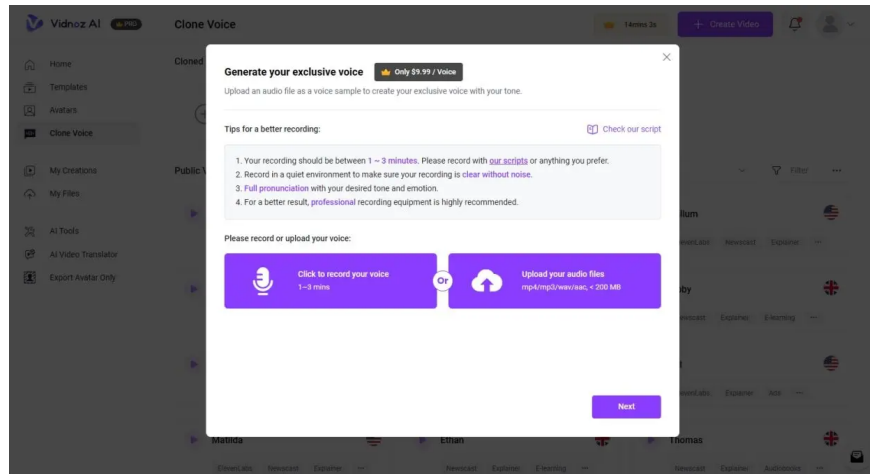 Vidnoz AI PRO
Clone Voice
14mins 2s
+ Create Video
Home
Templates
Avatars
Clone Voice
My Creations
My Files
AI Tools
AI Video Translator
Export Avatar Only
Cloned
Public V
Filter
Generate your exclusive voice
Only $9.99 / Voice
Upload an audio file as a voice sample to create your exclusive voice with your tone.
Tips for a better recording:
Check our script
1. Your recording should be between 1 ~ 3 minutes. Please record with our scripts or anything you prefer.
2. Record in a quiet environment to make sure your recording is clear without noise.
3. Full pronunciation with your desired tone and emotion.
4. For a better result, professional recording equipment is highly recommended.
Please record or upload your voice:
Click to record your voice
1~3 mins
Or
Upload your audio files
mp4/mp3/wav/aac, < 200 MB
Next
Newscast Explainer
Newscast Explainer E-learning
Explainer Ads
Matilda
ElevenLabs Newscast Explainer
Ethan
Newscast Explainer E-learning
Thomas
Newscast Explainer Audiobooks